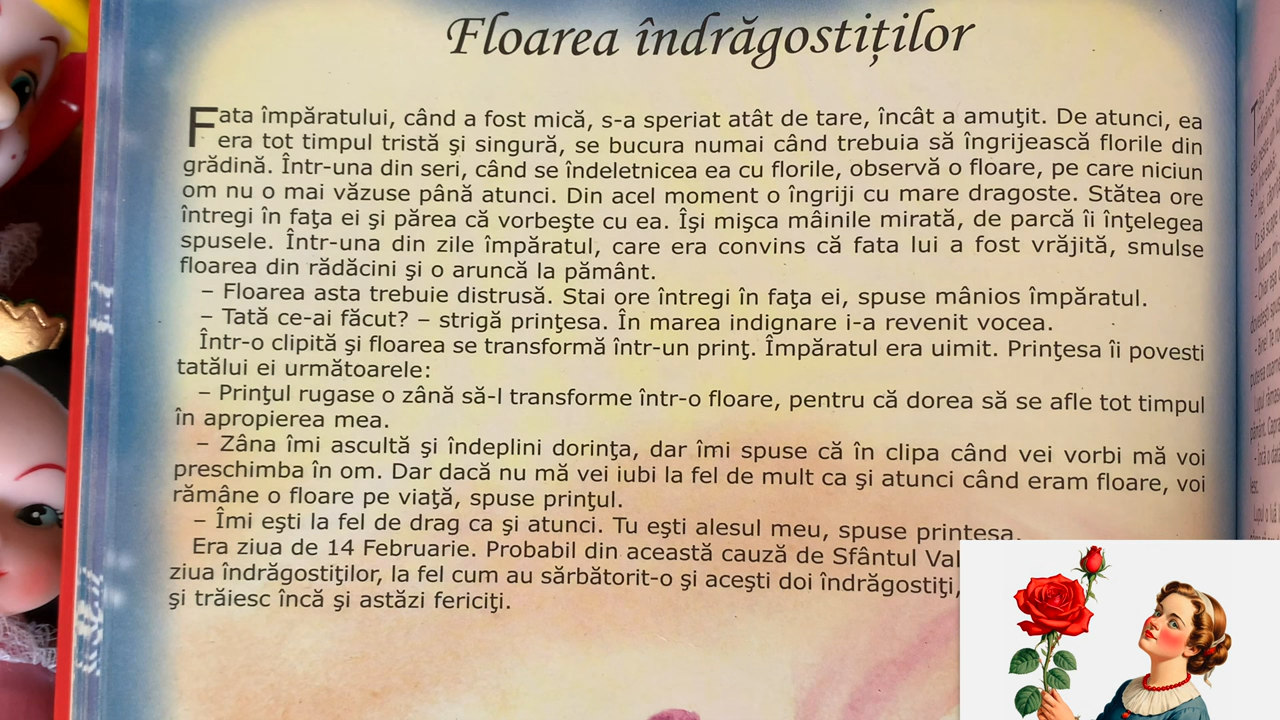 Floarea îndrăgostiților
Fata împăratului, când a fost mică, s-a speriat atât de tare, încât a amuţit. De atunci, ea
era tot timpul tristă şi singură, se bucura numai când trebuia să îngrijească florile din
grădină. Într-una din seri, când se îndeletnicea ea cu florile, observă o floare, pe care niciun
om nu o mai văzuse până atunci. Din acel moment o îngriji cu mare dragoste. Stătea ore
întregi în faţa ei şi părea că vorbeşte cu ea. Îşi mişca mâinile mirată, de parcă îi înţelegea
spusele. Într-una din zile împăratul, care era convins că fata lui a fost vrăjită, smulse
floarea din rădăcini şi o aruncă la pământ.
– Floarea asta trebuie distrusă. Stai ore întregi în faţa ei, spuse mânios împăratul.
– Tată ce-ai făcut? – strigă prinţesa. În marea indignare i-a revenit vocea.
Într-o clipită şi floarea se transformă într-un prinţ. Împăratul era uimit. Prinţesa îi povesti
tatălui ei următoarele:
– Prinţul rugase o zână să-l transforme într-o floare, pentru că dorea să se afle tot timpul
în apropierea mea.
– Zâna îmi ascultă şi îndeplini dorinţa, dar îmi spuse că în clipa când vei vorbi mă voi
preschimba în om. Dar dacă nu mă vei iubi la fel de mult ca şi atunci când eram floare, voi
rămâne o floare pe viaţă, spuse prinţul.
– Îmi eşti la fel de drag ca şi atunci. Tu eşti alesul meu, spuse prinţesa.
Era ziua de 14 Februarie. Probabil din această cauză de Sfântul
ziua îndrăgostiţilor, la fel cum au sărbătorit-o şi aceşti doi îndrăgostiţi,
şi trăiesc încă şi astăzi fericiţi.